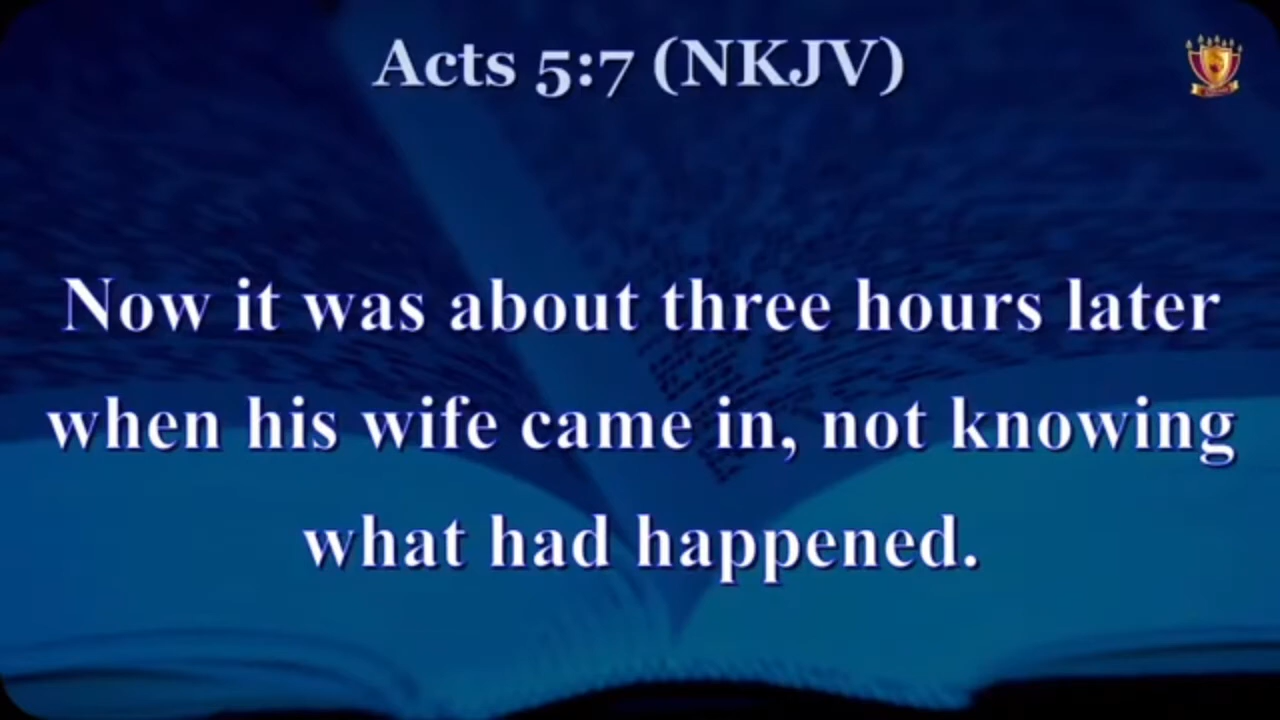 Acts 5:7 (NKJV)
Now it was about three hours later
when his wife came in, not knowing
what had happened.